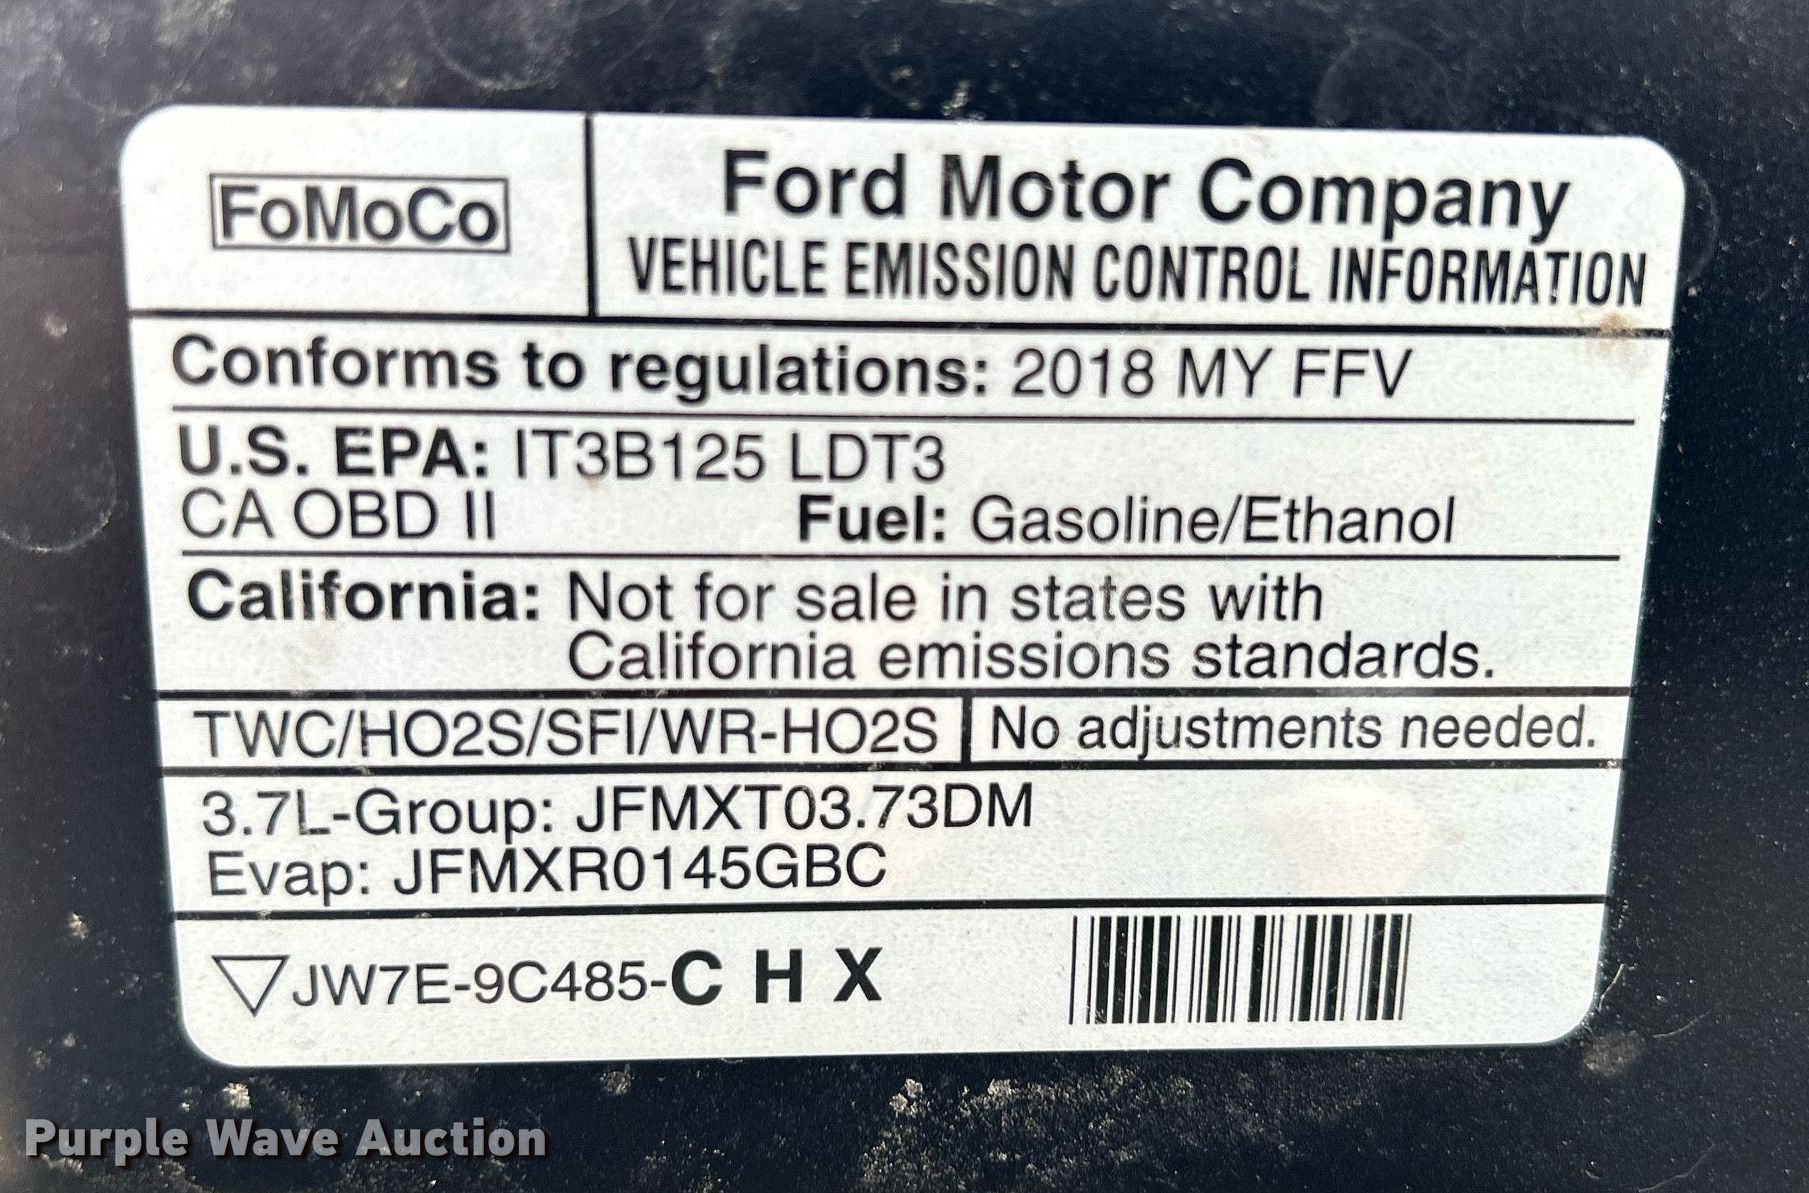 FoMoCo
Ford Motor Company
VEHICLE EMISSION CONTROL INFORMATION
Conforms to regulations: 2018 MY FFV
U.S. EPA: IT3B125 LDT3
CA OBD II Fuel: Gasoline/Ethanol
California: Not for sale in states with
California emissions standards.
TWC/HO2S/SFI/WR-HO2S No adjustments needed.
3.7L-Group: JFMXT03.73DM
Evap: JFMXR0145GBC
JW7E-9C485-C H X
Purple Wave Auction